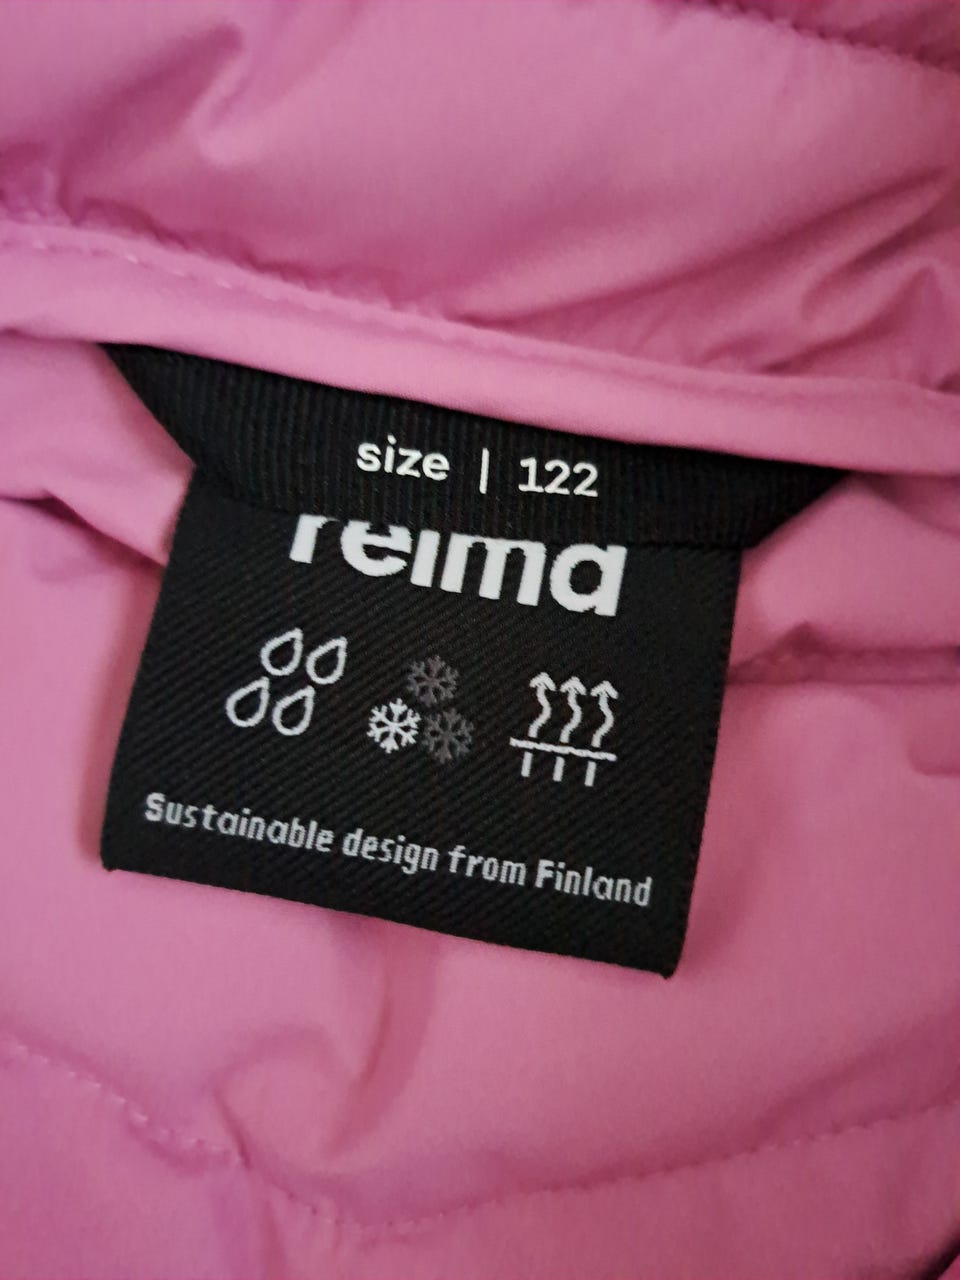 size | 122
reima
Sustainable design from Finland